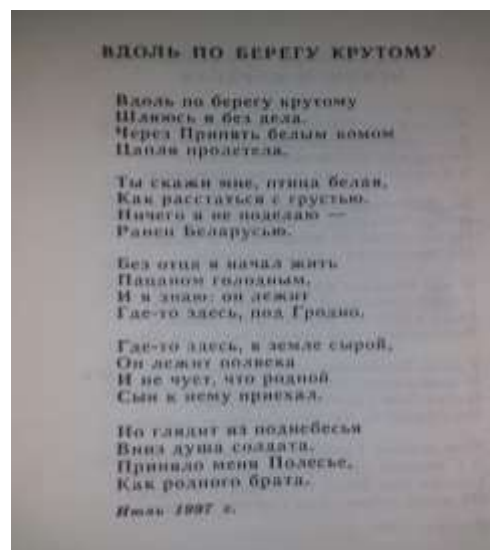 ВДОЛЬ ПО БЕРЕГУ КРУТОМУ
Вдоль по берегу крутому
Шляюсь я без дела.
Через Припять белым комом
Цапля пролетела.
Ты скажи мне, птица белая,
Как расстаться с грустью.
Ничего я не поделаю —
Ранен Беларусью.
Без отца я начал жить
Пацаном голодным,
И я знаю: он лежит
Где-то здесь, под Гродно.
Где-то здесь, в земле сырой,
Он лежит полвека
И не чует, что родной
Сын к нему приехал.
Но глядит из поднебесья
Вниз душа солдата.
Приняло меня Полесье,
Как родного брата.
Июль 1997 г.